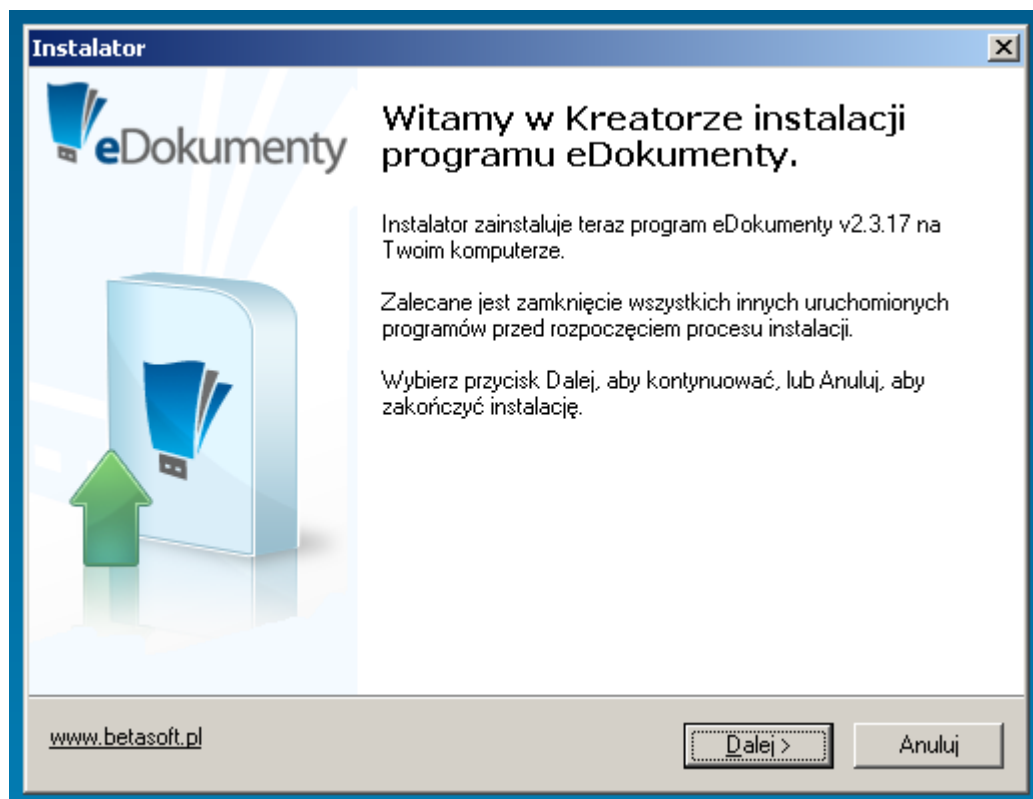 Instalator
eDokumenty
Witamy w Kreatorze instalacji
programu eDokumenty.
Instalator zainstaluje teraz program eDokumenty v2.3.17 na
Twoim komputerze.
Zalecane jest zamknięcie wszystkich innych uruchomionych
programów przed rozpoczęciem procesu instalacji.
Wybierz przycisk Dalej, aby kontynuować, lub Anuluj, aby
zakończyć instalację.
www.betasoft.pl
Dalej >
Anuluj